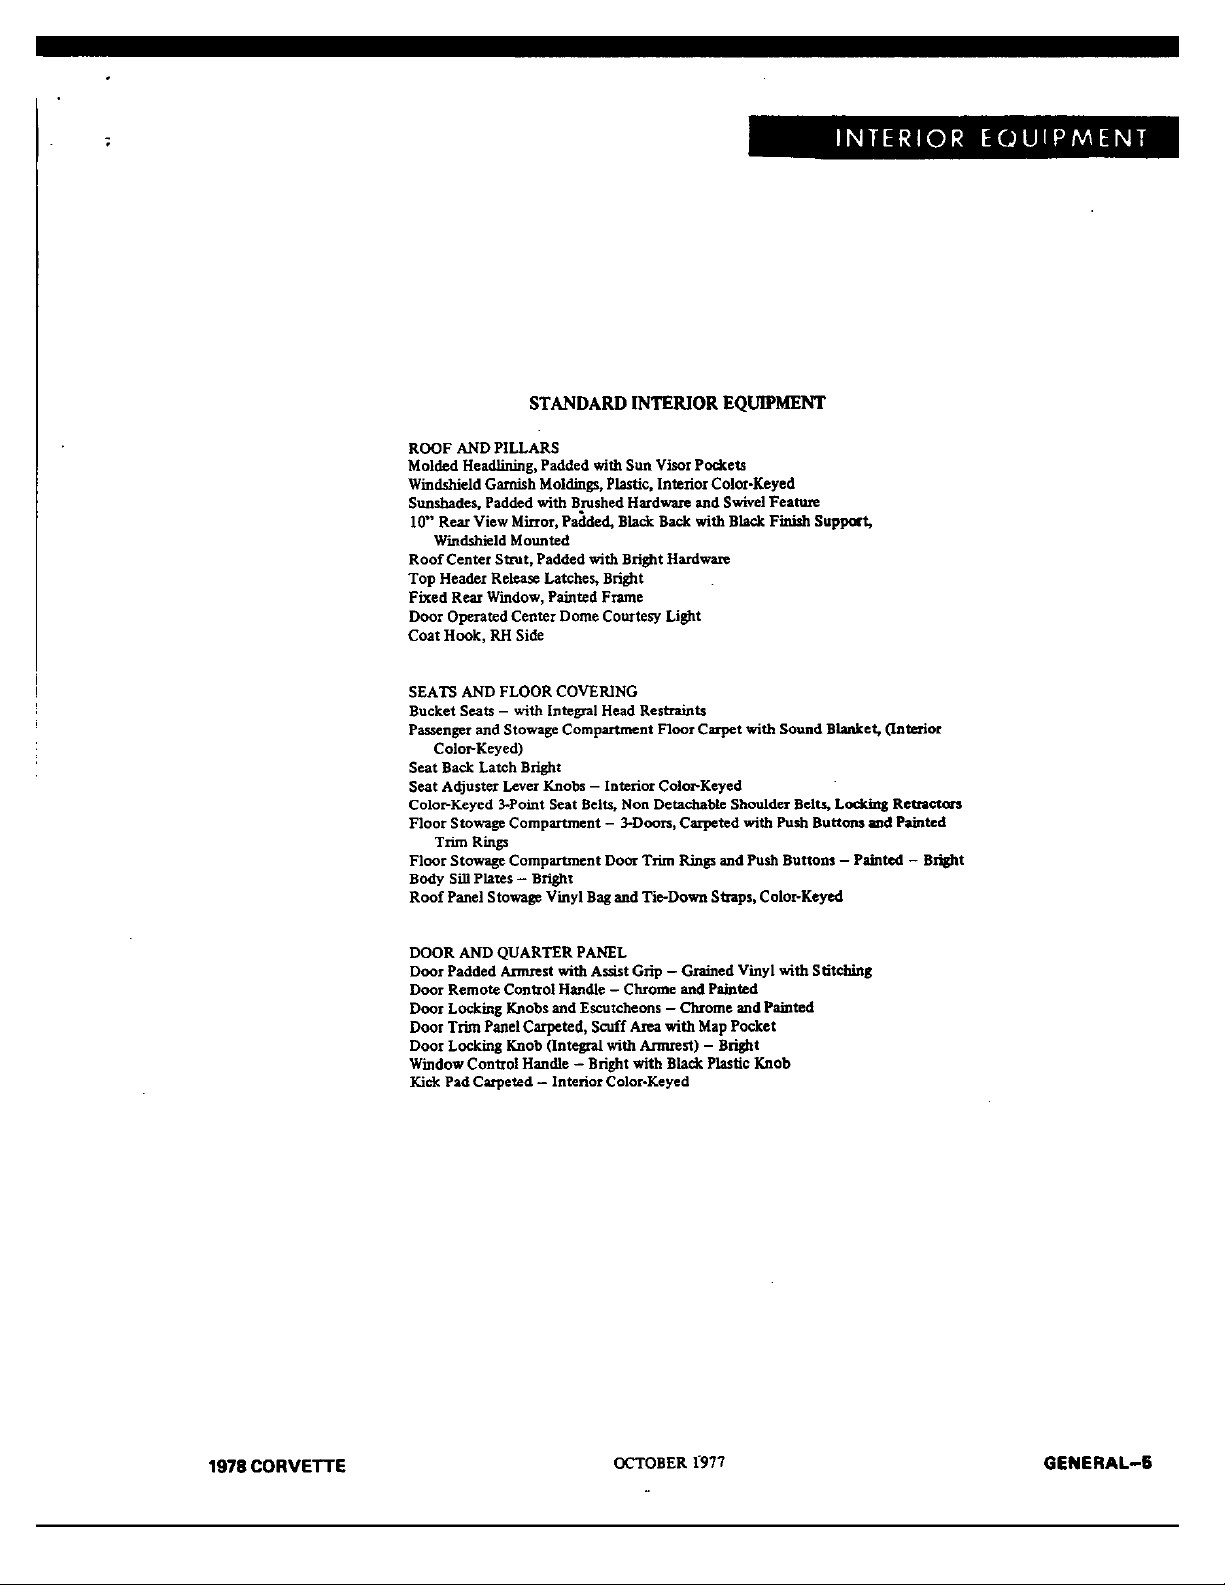 INTERIOR EQUIPMENT
STANDARD INTERIOR EQUIPMENT
ROOF AND PILLARS
Molded Headlining, Padded with Sun Visor Pockets
Windshield Garnish Moldings, Plastic, Interior Color-Keyed
Sunshades, Padded with Brushed Hardware and Swivel Feature
10” Rear View Mirror, Padded, Black Back with Black Finish Support,
Windshield Mounted
Roof Center Strut, Padded with Bright Hardware
Top Header Release Latches, Bright
Fixed Rear Window, Painted Frame
Door Operated Center Dome Courtesy Light
Coat Hook, RH Side
SEATS AND FLOOR COVERING
Bucket Seats – with Integral Head Restraints
Passenger and Stowage Compartment Floor Carpet with Sound Blanket, (Interior
Color-Keyed)
Seat Back Latch Bright
Seat Adjuster Lever Knobs – Interior Color-Keyed
Color-Keyed 3-Point Seat Belts, Non Detachable Shoulder Belts, Locking Retractors
Floor Stowage Compartment – 3-Doors, Carpeted with Push Buttons and Painted
Trim Rings
Floor Stowage Compartment Door Trim Rings and Push Buttons – Painted – Bright
Body Sill Plates – Bright
Roof Panel Stowage Vinyl Bag and Tie-Down Straps, Color-Keyed
DOOR AND QUARTER PANEL
Door Padded Armrest with Assist Grip – Grained Vinyl with Stitching
Door Remote Control Handle – Chrome and Painted
Door Locking Knobs and Escutcheons – Chrome and Painted
Door Trim Panel Carpeted, Scuff Area with Map Pocket
Door Locking Knob (Integral with Armrest) – Bright
Window Control Handle – Bright with Black Plastic Knob
Kick Pad Carpeted – Interior Color-Keyed
1978 CORVETTE OCTOBER 1977 GENERAL–5